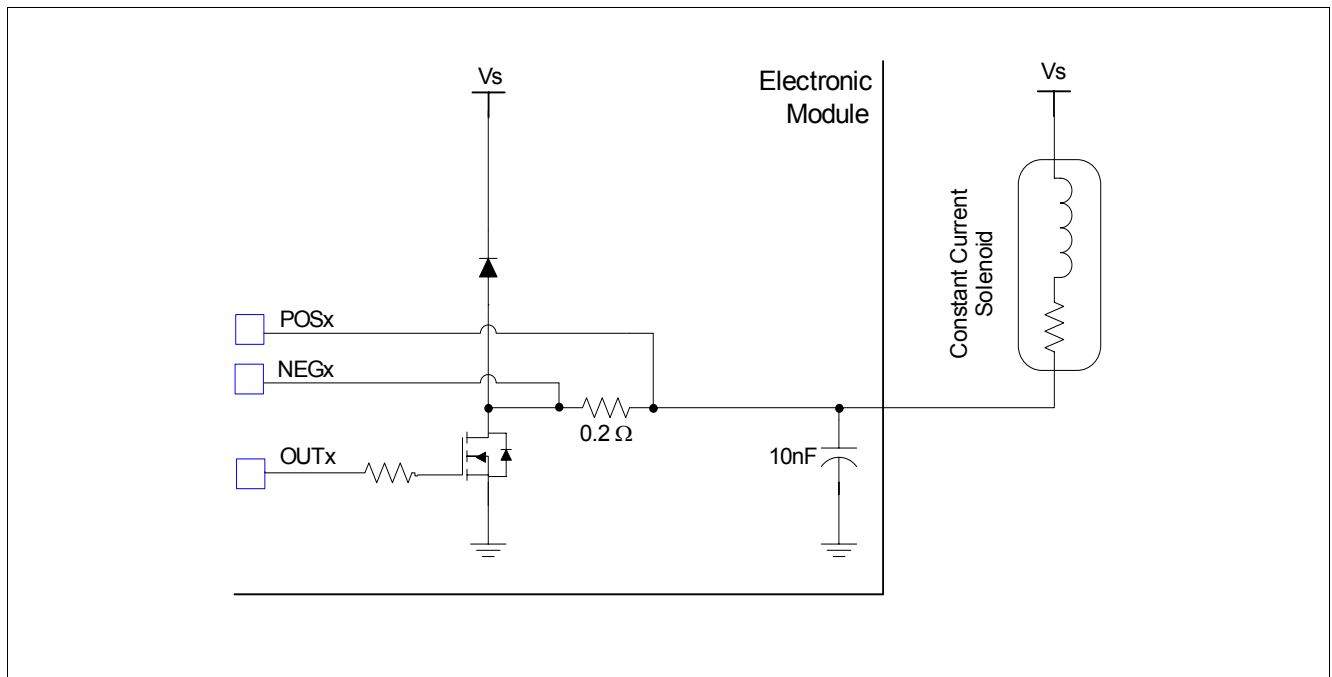 Vs
Electronic
Module
Vs
Constant Current
Solenoid
POSx
NEGx
0.2 Ω
OUTx
10nF